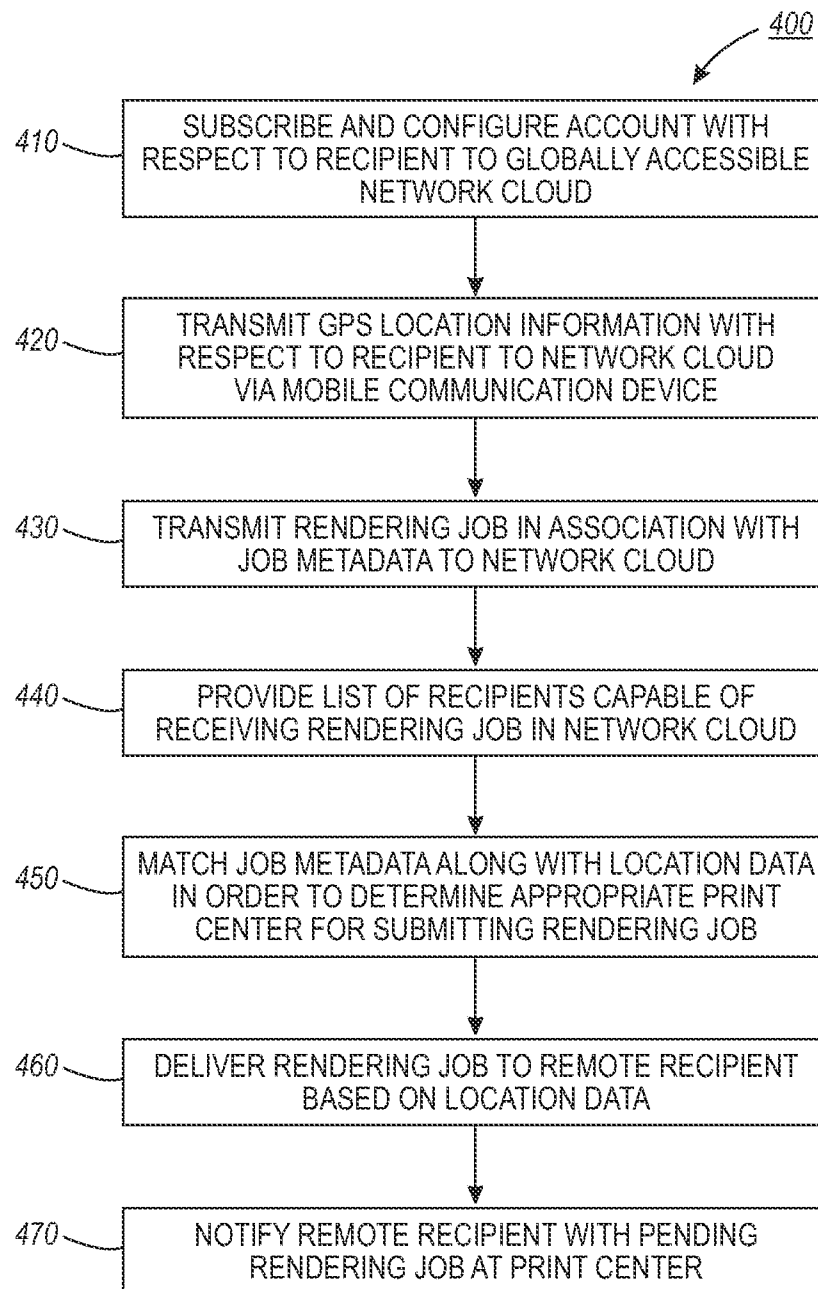 400
410
SUBSCRIBE AND CONFIGURE ACCOUNT WITH
RESPECT TO RECIPIENT TO GLOBALLY ACCESSIBLE
NETWORK CLOUD
420
TRANSMIT GPS LOCATION INFORMATION WITH
RESPECT TO RECIPIENT TO NETWORK CLOUD
VIA MOBILE COMMUNICATION DEVICE
430
TRANSMIT RENDERING JOB IN ASSOCIATION WITH
JOB METADATA TO NETWORK CLOUD
440
PROVIDE LIST OF RECIPIENTS CAPABLE OF
RECEIVING RENDERING JOB IN NETWORK CLOUD
450
MATCH JOB METADATA ALONG WITH LOCATION DATA
IN ORDER TO DETERMINE APPROPRIATE PRINT
CENTER FOR SUBMITTING RENDERING JOB
460
DELIVER RENDERING JOB TO REMOTE RECIPIENT
BASED ON LOCATION DATA
470
NOTIFY REMOTE RECIPIENT WITH PENDING
RENDERING JOB AT PRINT CENTER